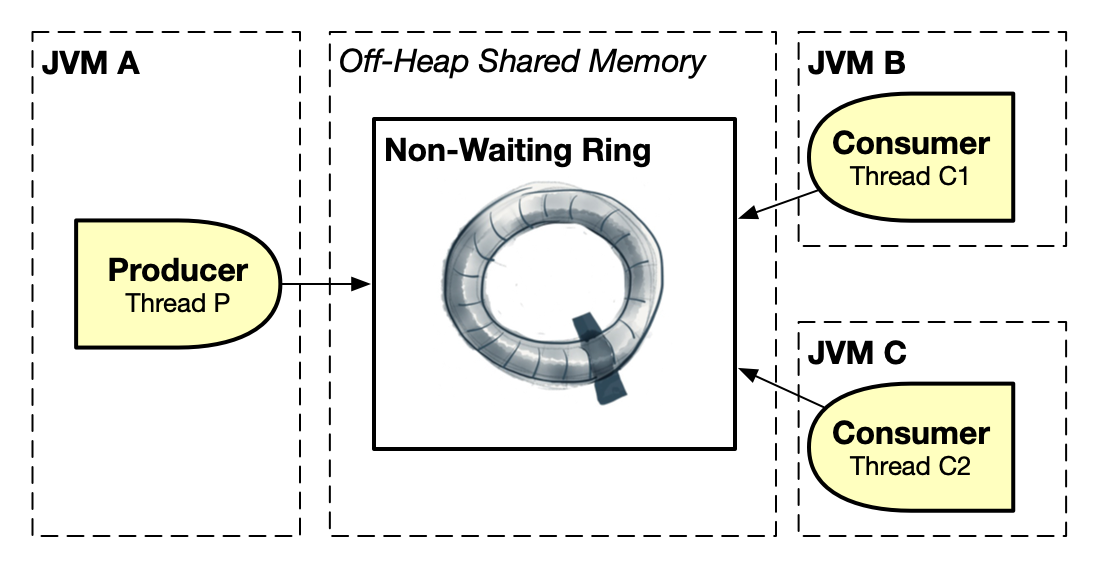 JVM A
Off-Heap Shared Memory
JVM B
Non-Waiting Ring
Consumer
Thread C1
Producer
Thread P
JVM C
Consumer
Thread C2